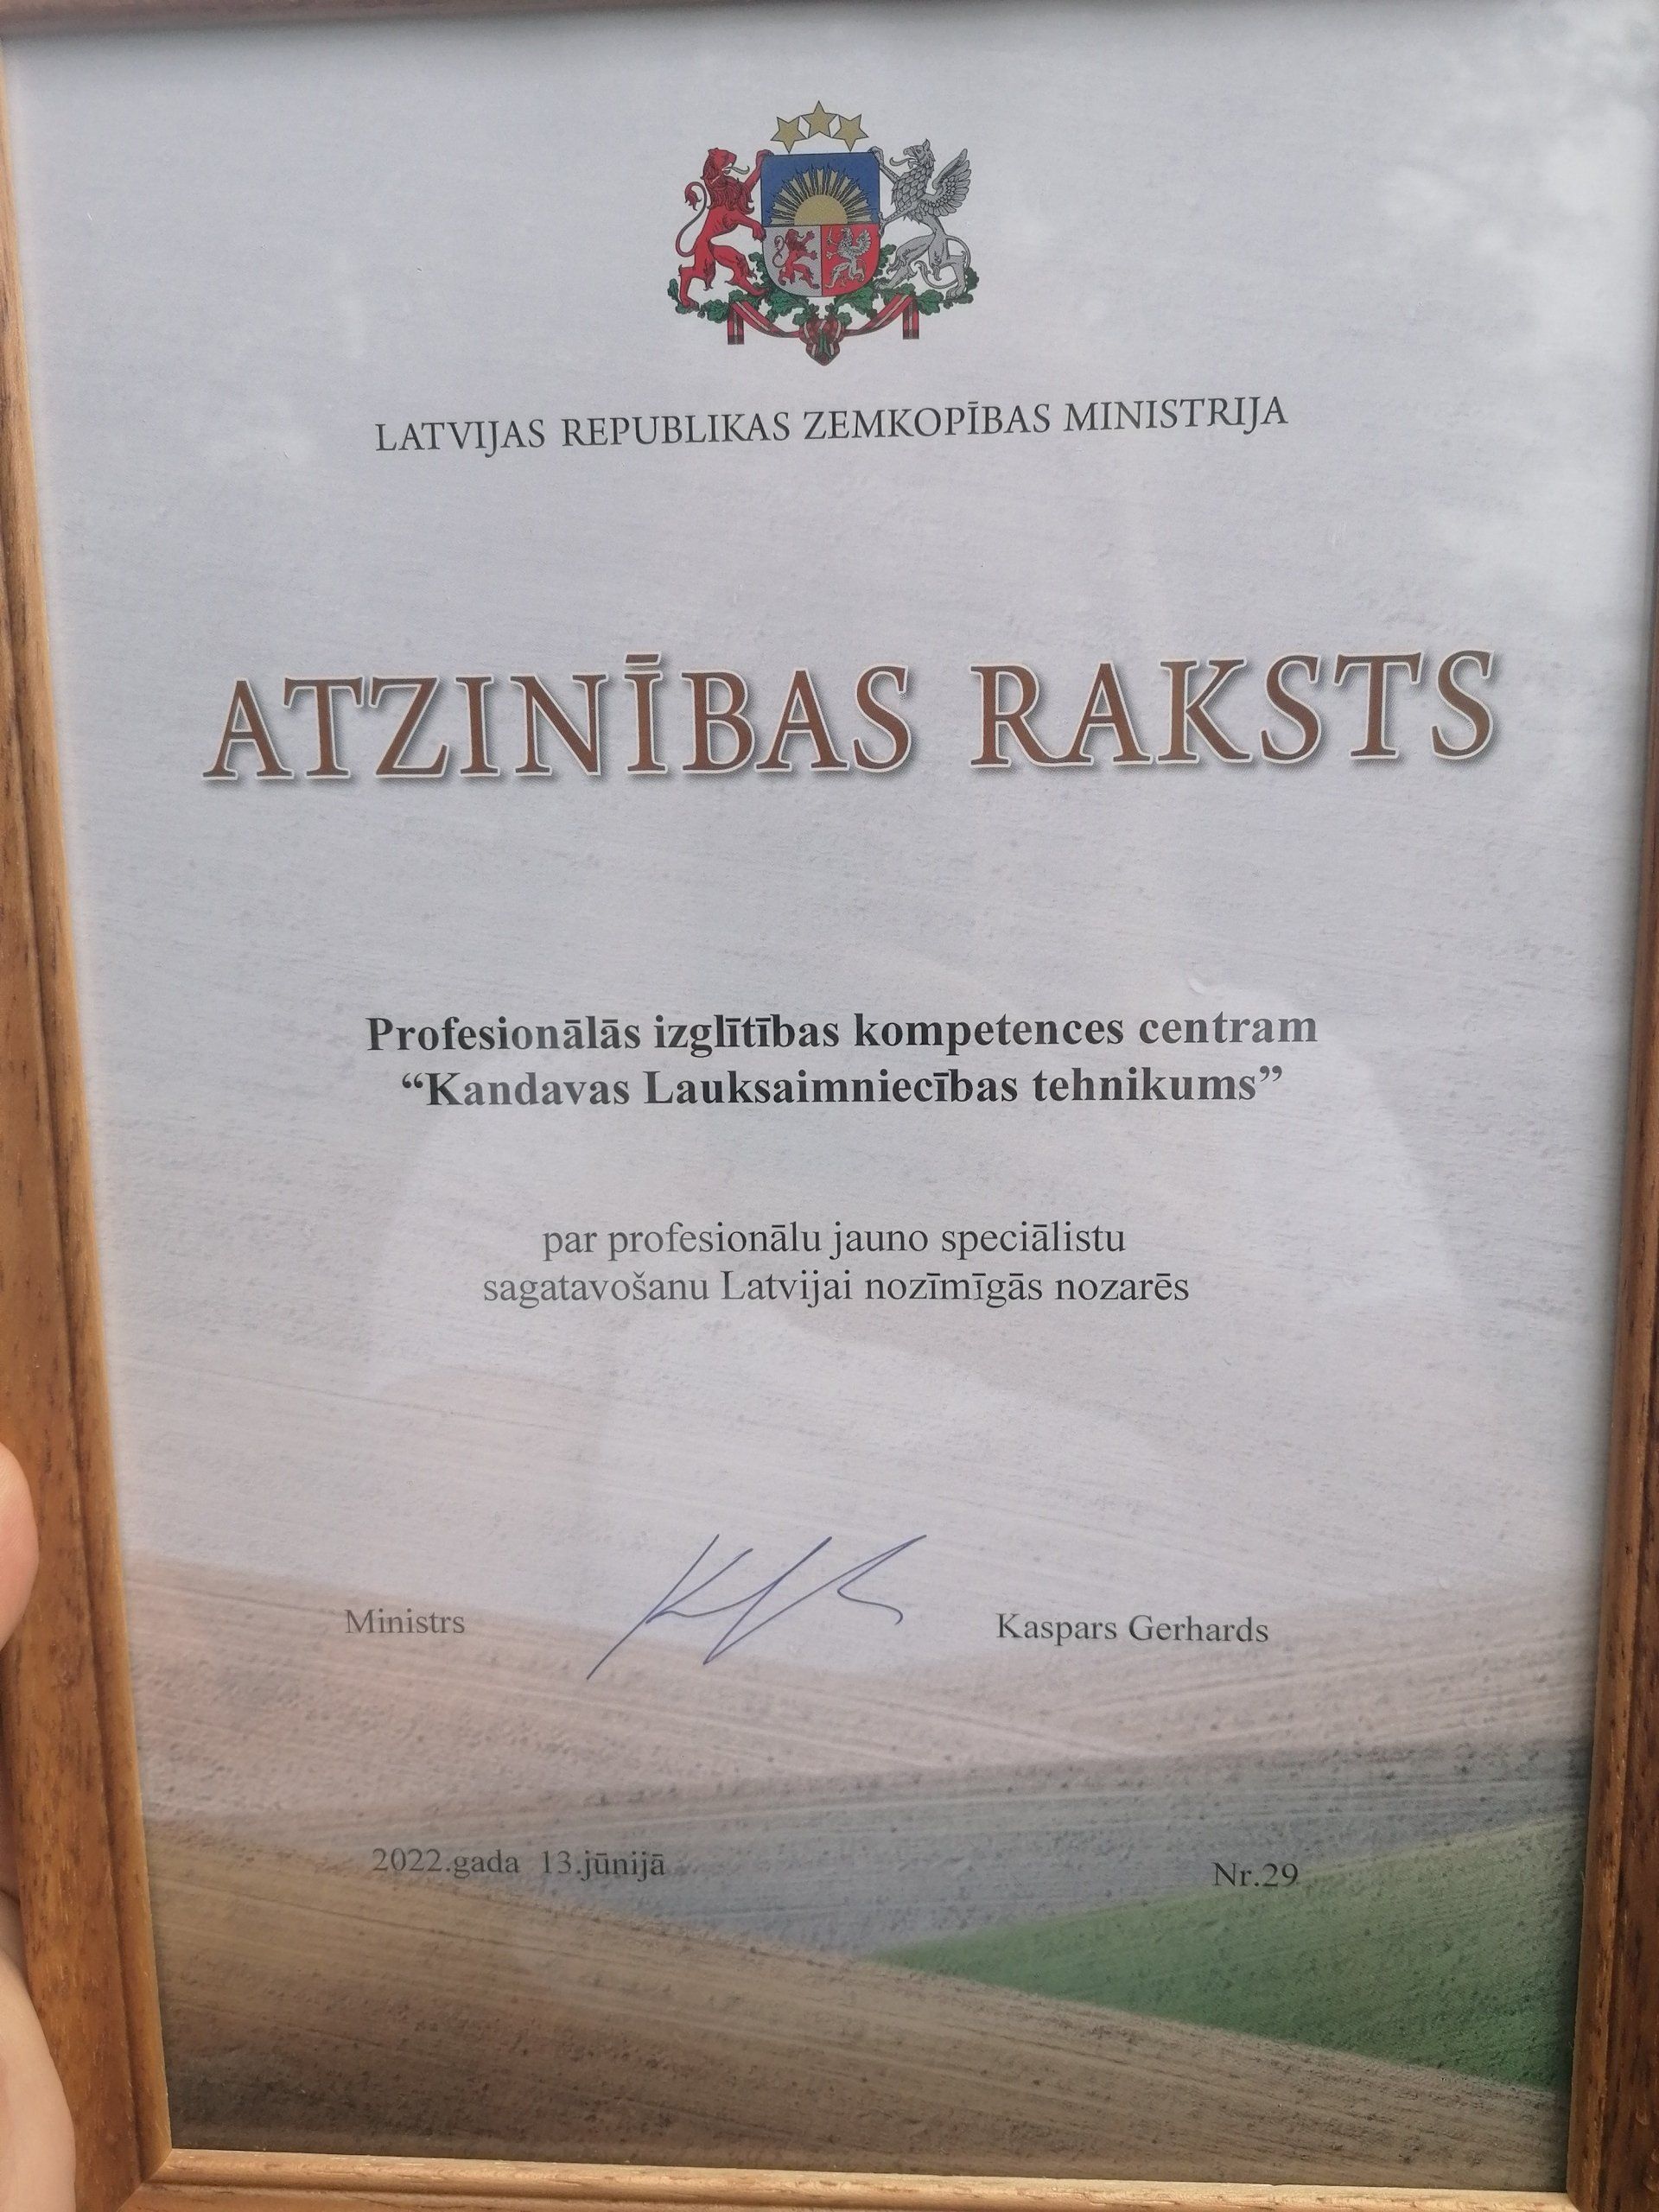 LATVIJAS REPUBLIKAS ZEMKOPĪBAS MINISTRIJA
ATZINĪBAS RAKSTS
Profesionālās izglītības kompetences centram
“Kandavas Lauksaimniecības tehnikums”
par profesionālu jauno speciālistu
sagatavošanu Latvijai nozīmīgās nozarēs
Ministrs Kaspars Gerhards
2022.gada 13.jūnijā Nr.29